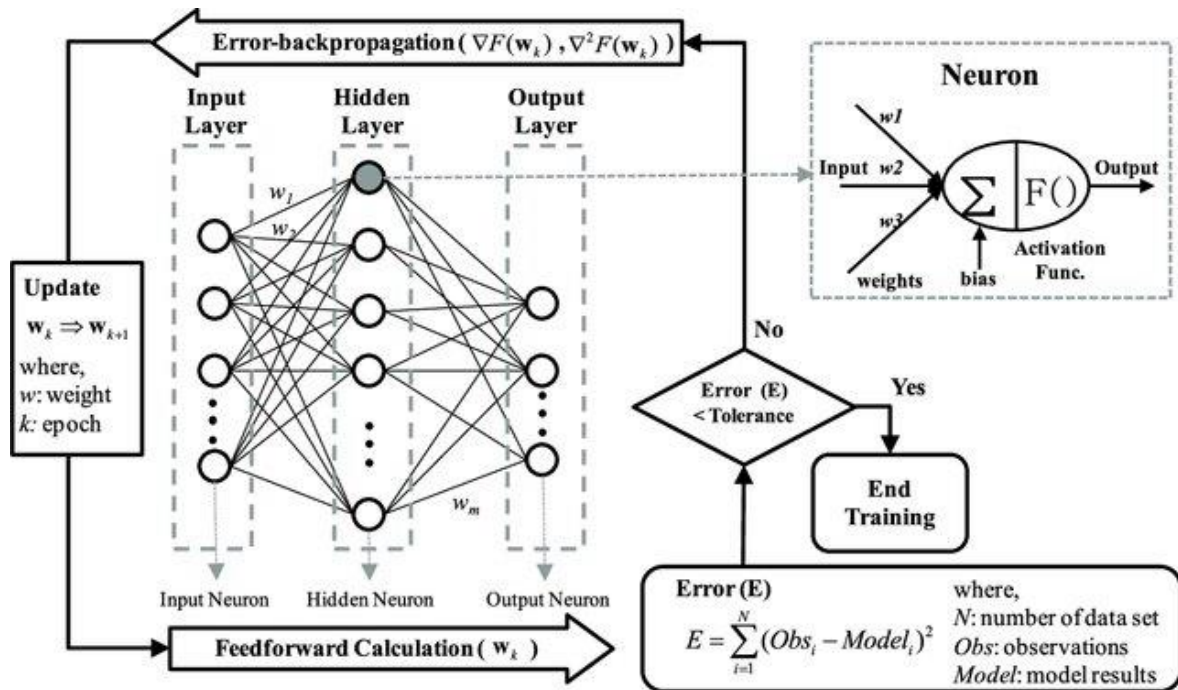 Error-backpropagation( ∇F(w_k) , ∇²F(w_k) )
Input Layer
Hidden Layer
Output Layer
w_1
w_2
w_m
Neuron
w1
Input w2 Output
w3
Σ F()
weights bias Activation Func.
Update
w_k ⇒ w_{k+1}
where,
w: weight
k: epoch
No
Error (E)
< Tolerance
Yes
End
Training
Input Neuron Hidden Neuron Output Neuron
Feedforward Calculation( w_k )
Error (E)
E = \sum_{i=1}^{N} (Obs_i − Model_i)²
where,
N: number of data set
Obs: observations
Model: model results